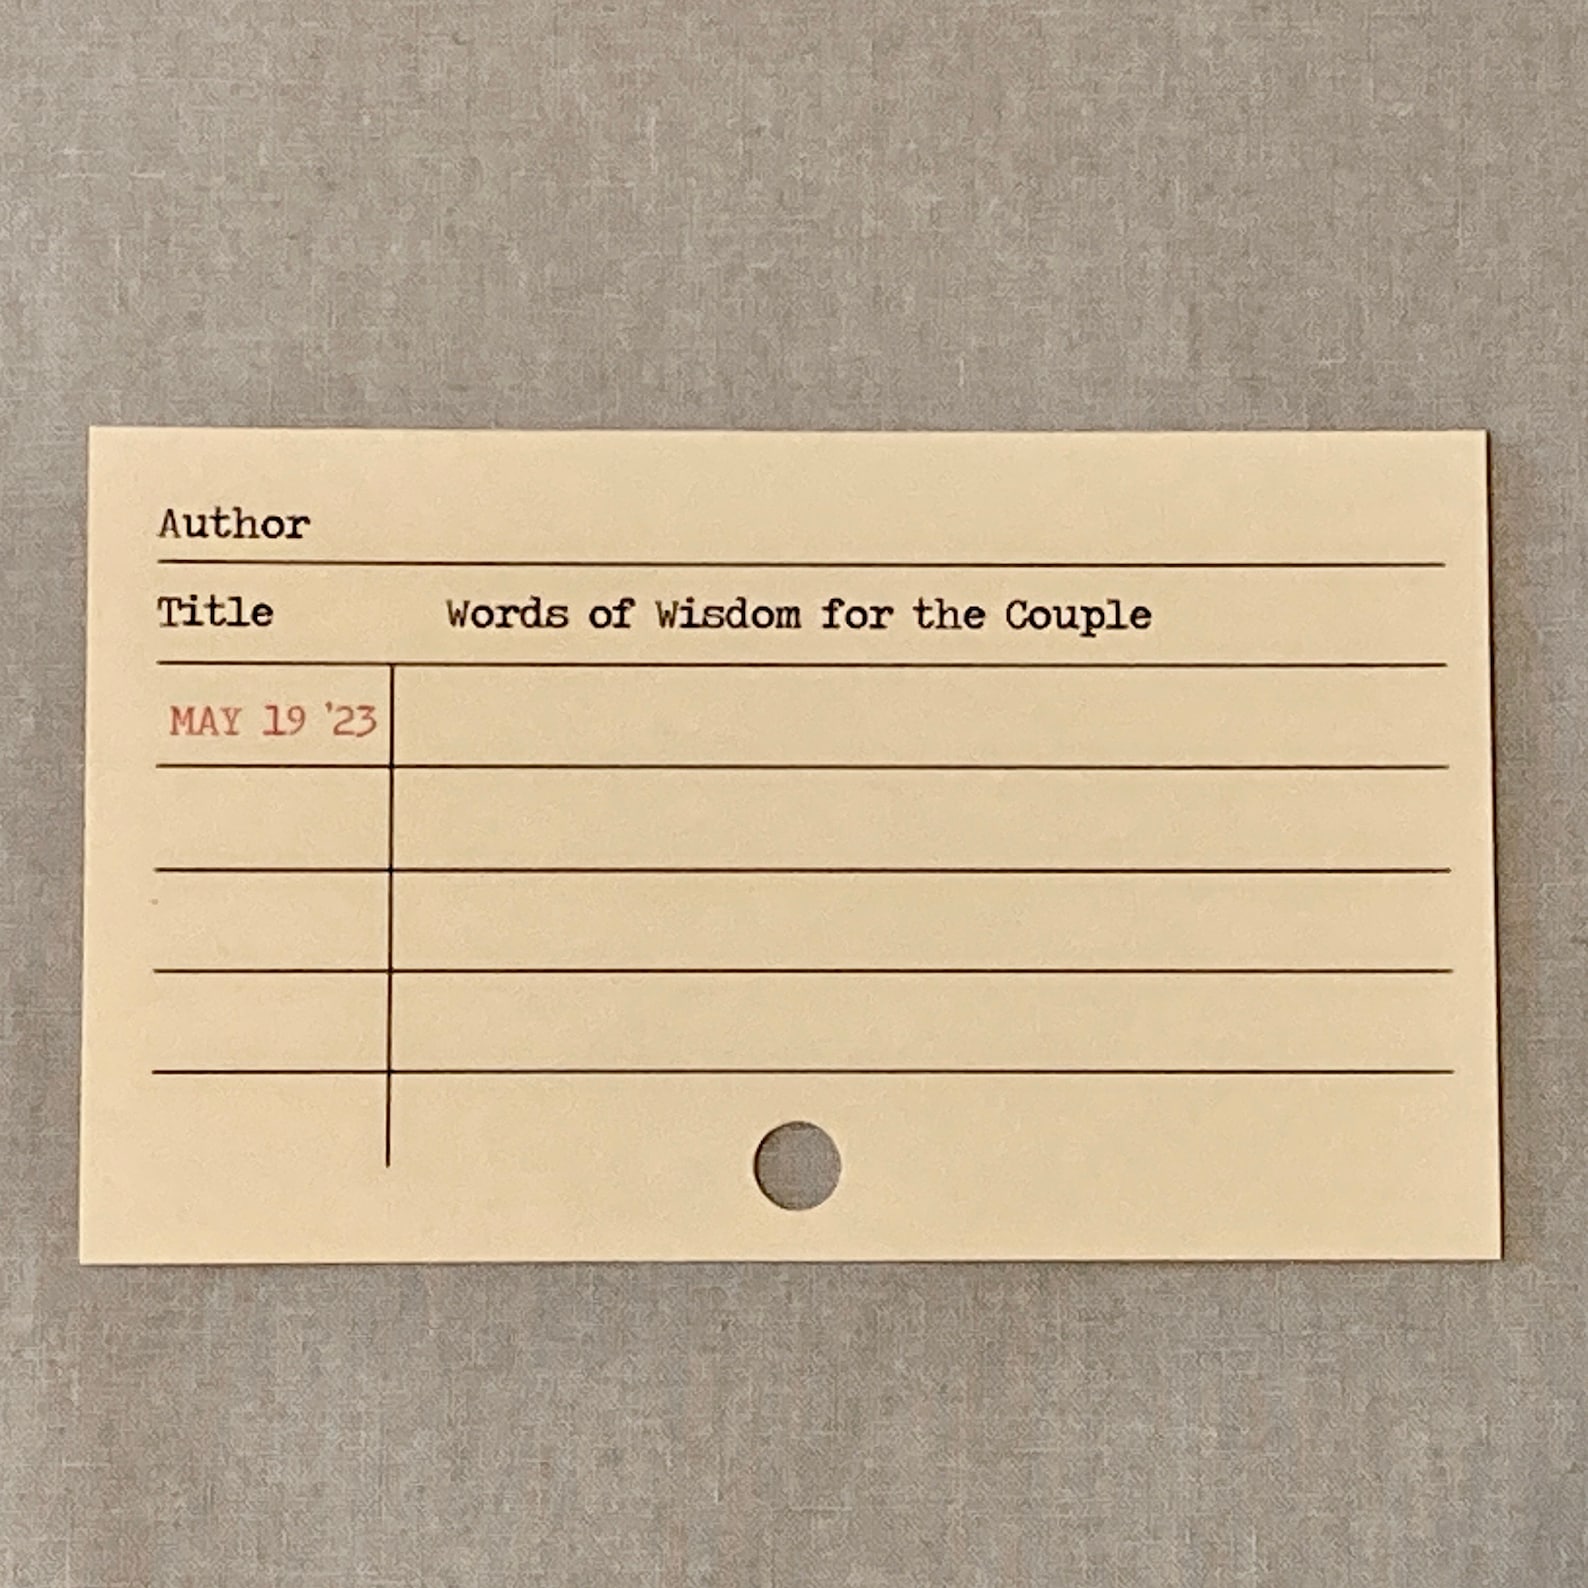 Author
Title Words of Wisdom for the Couple
MAY 19 '23